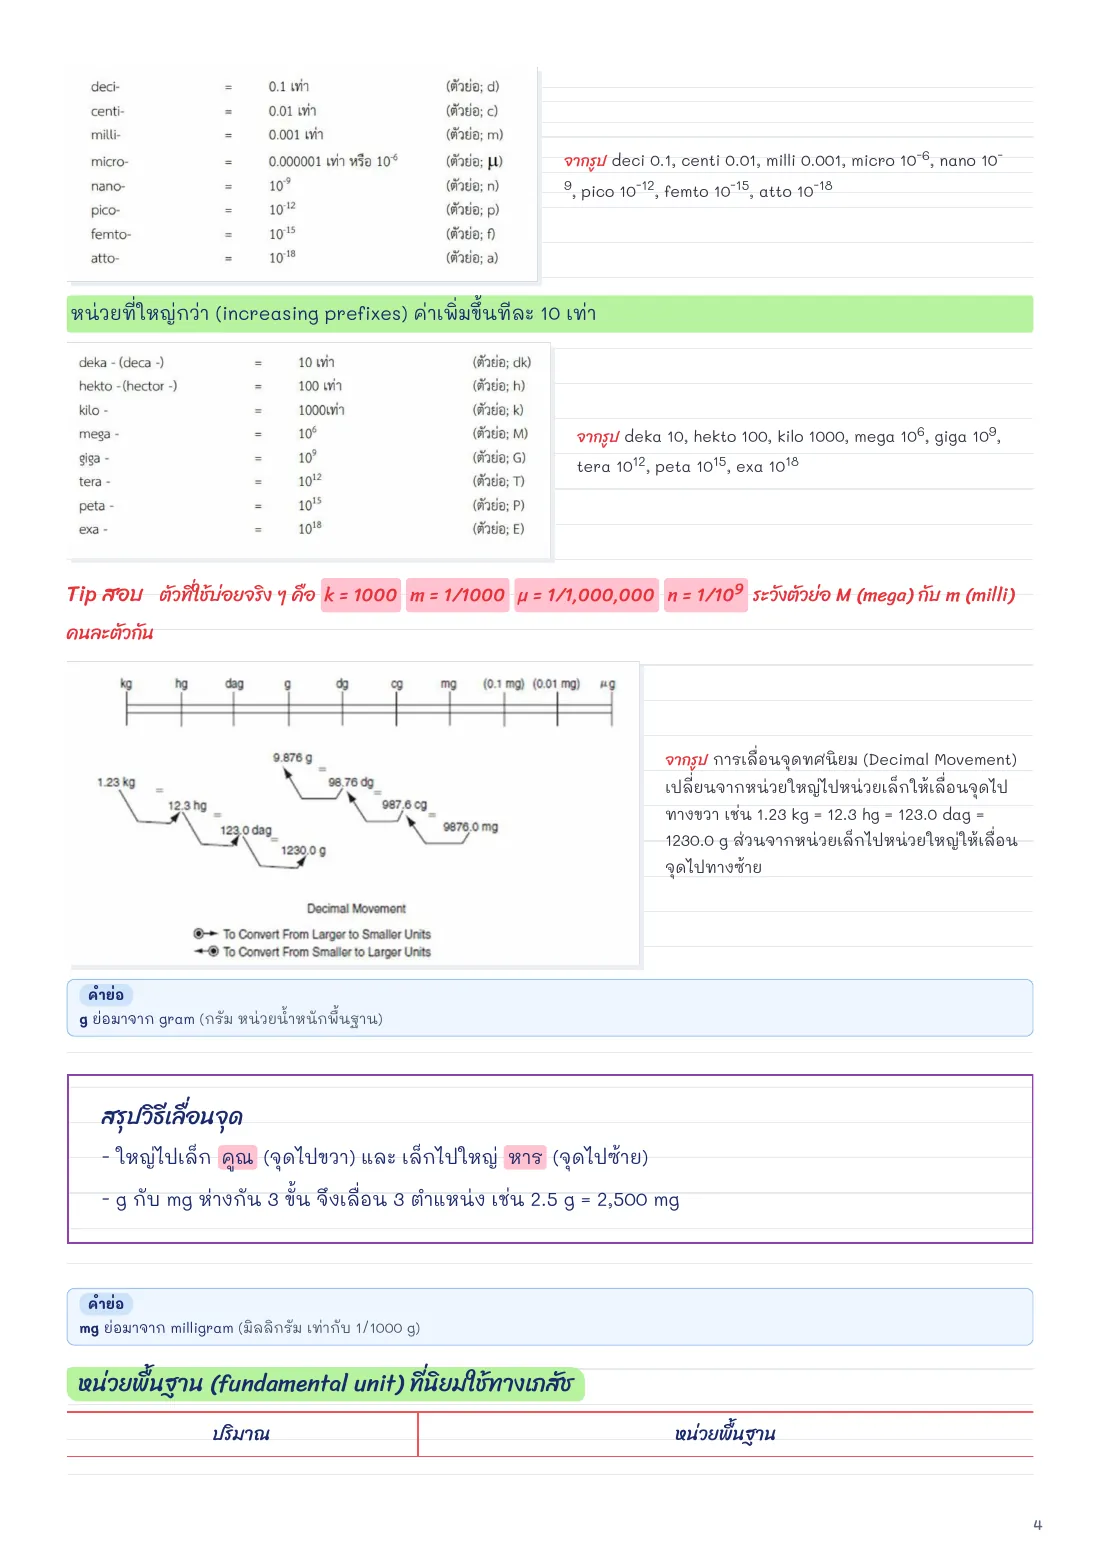 deci- = 0.1 เท่า (ตัวย่อ; d)
centi- = 0.01 เท่า (ตัวย่อ; c)
milli- = 0.001 เท่า (ตัวย่อ; m)
micro- = 0.000001 เท่า หรือ 10⁻⁶ (ตัวย่อ; μ)
nano- = 10⁻⁹ (ตัวย่อ; n)
pico- = 10⁻¹² (ตัวย่อ; p)
femto- = 10⁻¹⁵ (ตัวย่อ; f)
atto- = 10⁻¹⁸ (ตัวย่อ; a)
จากรูป deci 0.1, centi 0.01, milli 0.001, micro 10⁻⁶, nano 10⁻
⁹, pico 10⁻¹², femto 10⁻¹⁵, atto 10⁻¹⁸
หน่วยที่ใหญ่กว่า (increasing prefixes) ค่าเพิ่มขึ้นทีละ 10 เท่า
deka - (deca -) = 10 เท่า (ตัวย่อ; dk)
hekto - (hector -) = 100 เท่า (ตัวย่อ; h)
kilo - = 1000เท่า (ตัวย่อ; k)
mega - = 10⁶ (ตัวย่อ; M)
giga - = 10⁹ (ตัวย่อ; G)
tera - = 10¹² (ตัวย่อ; T)
peta - = 10¹⁵ (ตัวย่อ; P)
exa - = 10¹⁸ (ตัวย่อ; E)
จากรูป deka 10, hekto 100, kilo 1000, mega 10⁶, giga 10⁹,
tera 10¹², peta 10¹⁵, exa 10¹⁸
Tip สอบ ตัวที่ใช้บ่อยจริง ๆ คือ k = 1000 m = 1/1000 μ = 1/1,000,000 n = 1/10⁹ ระวังตัวย่อ M (mega) กับ m (milli)
คนละตัวกัน
kg hg dag g dg cg mg (0.1 mg) (0.01 mg) μg
9.876 g = 98.76 dg = 987.6 cg = 9876.0 mg
1.23 kg = 12.3 hg = 123.0 dag = 1230.0 g
Decimal Movement
To Convert From Larger to Smaller Units
To Convert From Smaller to Larger Units
จากรูป การเลื่อนจุดทศนิยม (Decimal Movement)
เปลี่ยนจากหน่วยใหญ่ไปหน่วยเล็กให้เลื่อนจุดไป
ทางขวา เช่น 1.23 kg = 12.3 hg = 123.0 dag =
1230.0 g ส่วนจากหน่วยเล็กไปหน่วยใหญ่ให้เลื่อน
จุดไปทางซ้าย
คำย่อ
g ย่อมาจาก gram (กรัม หน่วยน้ำหนักพื้นฐาน)
สรุปวิธีเลื่อนจุด
- ใหญ่ไปเล็ก คูณ (จุดไปขวา) และ เล็กไปใหญ่ หาร (จุดไปซ้าย)
- g กับ mg ห่างกัน 3 ขั้น จึงเลื่อน 3 ตำแหน่ง เช่น 2.5 g = 2,500 mg
คำย่อ
mg ย่อมาจาก milligram (มิลลิกรัม เท่ากับ 1/1000 g)
หน่วยพื้นฐาน (fundamental unit) ที่นิยมใช้ทางเภสัช
ปริมาณ หน่วยพื้นฐาน
4